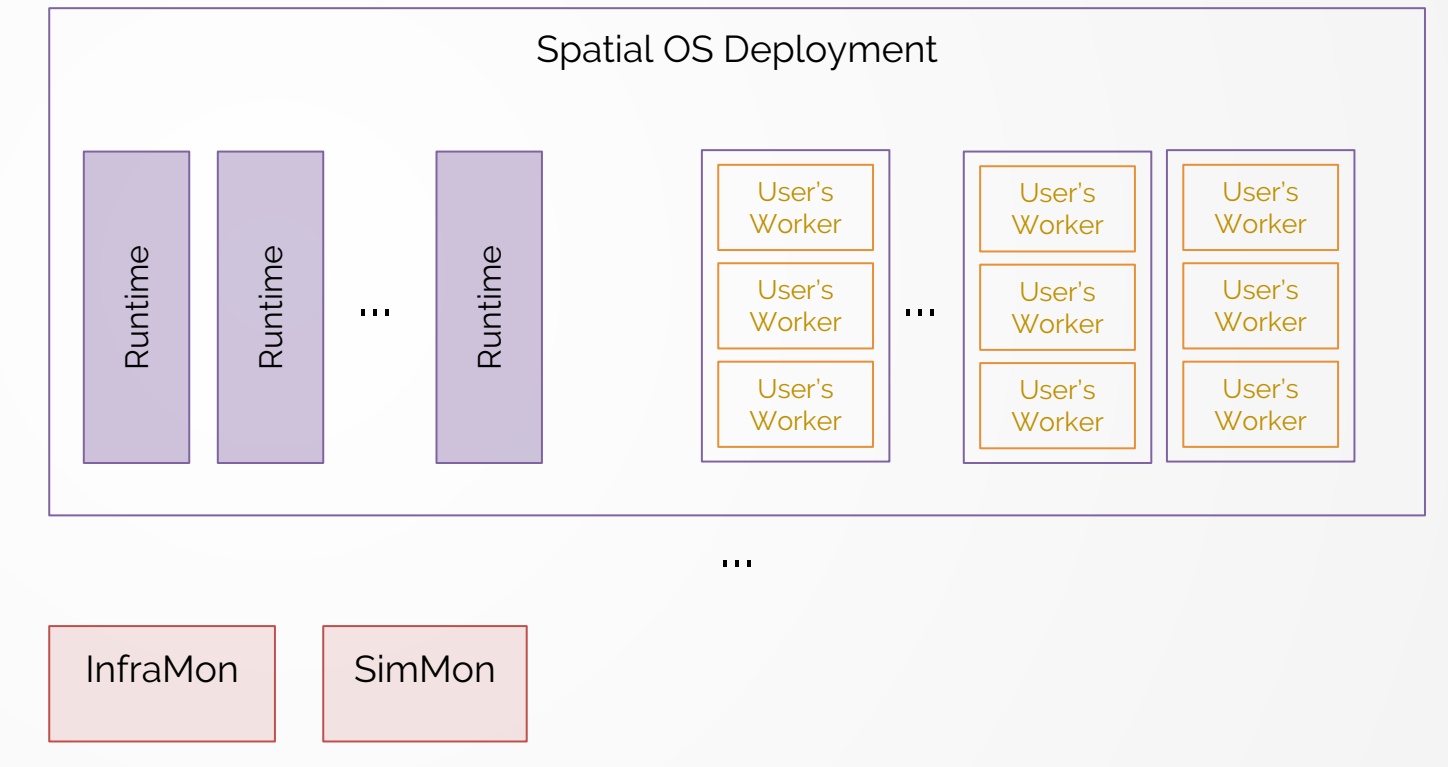 Spatial OS Deployment
Runtime
Runtime
...
Runtime
User's
Worker
User's
Worker
User's
Worker
...
User's
Worker
User's
Worker
User's
Worker
User's
Worker
User's
Worker
User's
Worker
...
InfraMon
SimMon